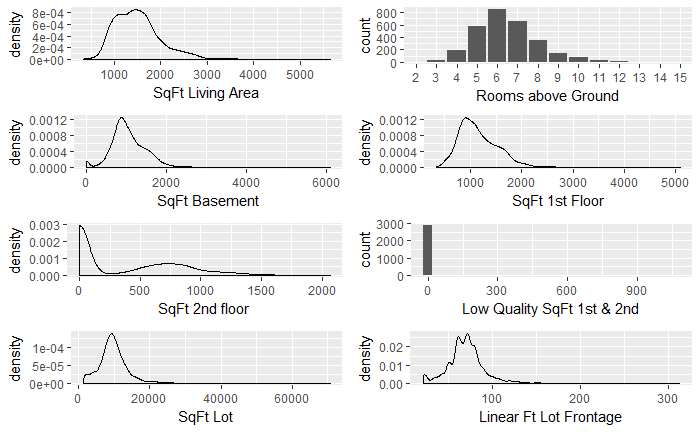 density
8e-04
6e-04
4e-04
2e-04
0e+00
1000 2000 3000 4000 5000
SqFt Living Area
count
800
600
400
200
0
2 3 4 5 6 7 8 9 10 11 12 13 14 15
Rooms above Ground
density
0.0012
0.0008
0.0004
0.0000
0 2000 4000 6000
SqFt Basement
density
0.0012
0.0008
0.0004
0.0000
1000 2000 3000 4000 5000
SqFt 1st Floor
density
0.003
0.002
0.001
0.000
0 500 1000 1500 2000
SqFt 2nd floor
count
3000
2000
1000
0
0 300 600 900
Low Quality SqFt 1st & 2nd
density
1e-04
5e-05
0e+00
0 20000 40000 60000
SqFt Lot
density
0.02
0.01
0.00
100 200 300
Linear Ft Lot Frontage